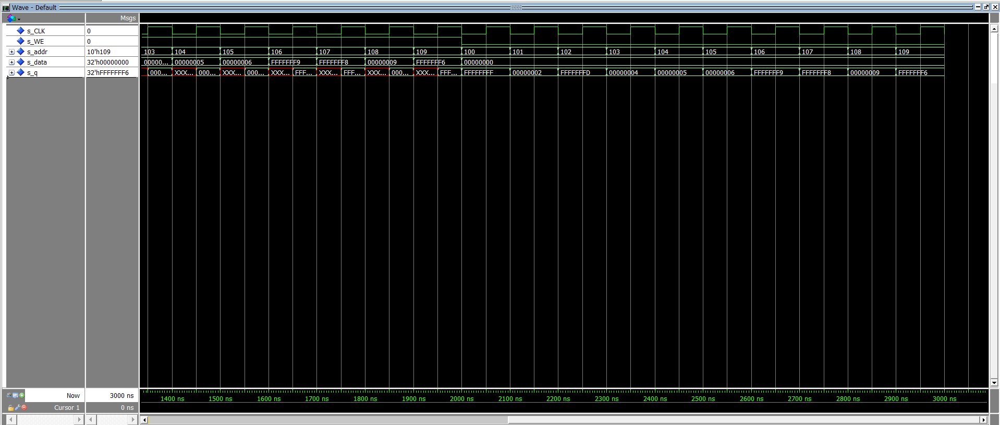 Wave - Default
Msgs
s_CLK 0
s_WE 0
s_addr 10'h109 103 104 105 106 107 108 109 100 101 102 103 104 105 106 107 108 109
s_data 32'h00000000 00000... 00000005 00000006 FFFFFFF9 FFFFFFF8 00000009 FFFFFFF6 00000000
s_q 32'hFFFFFFF6 000... XXX... 000... XXX... 000... XXX... FFF... XXX... FFF... XXX... 000... XXX... FFF... FFFFFFFF 00000002 FFFFFFFD 00000004 00000005 00000006 FFFFFFF9 FFFFFFF8 00000009 FFFFFFF6
Now 3000 ns
1400 ns 1500 ns 1600 ns 1700 ns 1800 ns 1900 ns 2000 ns 2100 ns 2200 ns 2300 ns 2400 ns 2500 ns 2600 ns 2700 ns 2800 ns 2900 ns 3000 ns
Cursor 1 0 ns